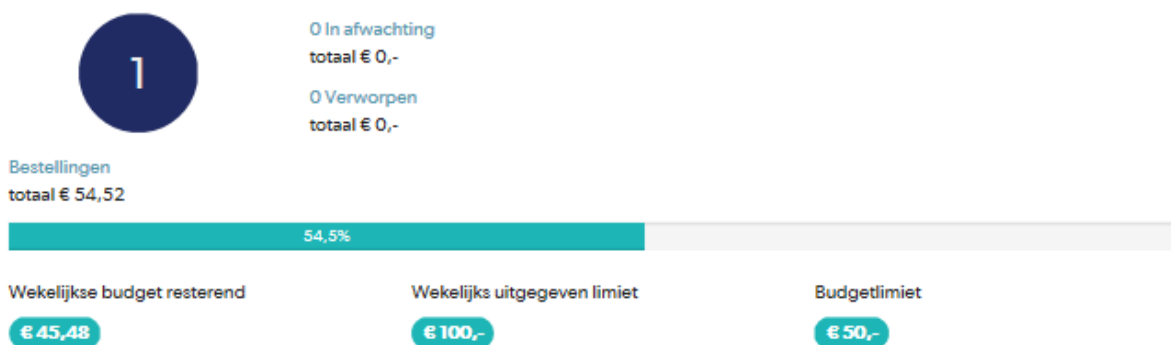 1
0 In afwachting
totaal € 0,-
0 Verworpen
totaal € 0,-
Bestellingen
totaal € 54,52
54,5%
Wekelijkse budget resterend
Wekelijks uitgegeven limiet
Budgetlimiet
€ 45,48
€ 100,-
€ 50,-